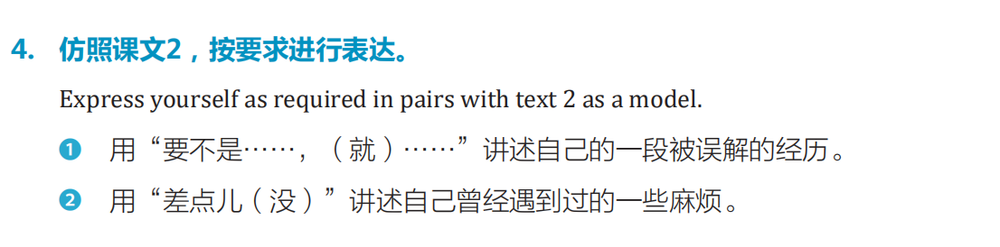 4. 仿照课文2，按要求进行表达。
Express yourself as required in pairs with text 2 as a model.
1 用“要不是……，（就）……”讲述自己的一段被误解的经历。
2 用“差点儿（没）”讲述自己曾经遇到过的一些麻烦。